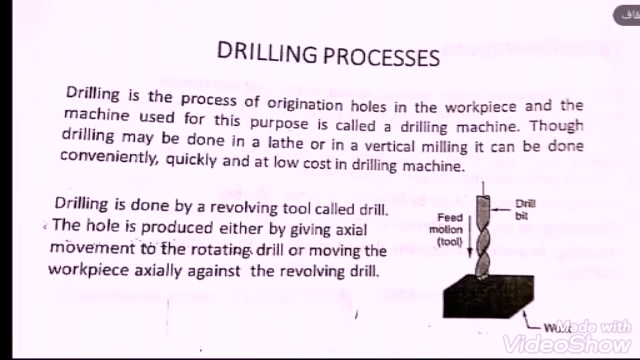 DRILLING PROCESSES
Drilling is the process of origination holes in the workpiece and the
machine used for this purpose is called a drilling machine. Though
drilling may be done in a lathe or in a vertical milling it can be done
conveniently, quickly and at low cost in drilling machine.
Drilling is done by a revolving tool called drill.
The hole is produced either by giving axial
movement to the rotating drill or moving the
workpiece axially against the revolving drill.
Feed
motion
(tool)
Drill
bit
Made with
VideoShow